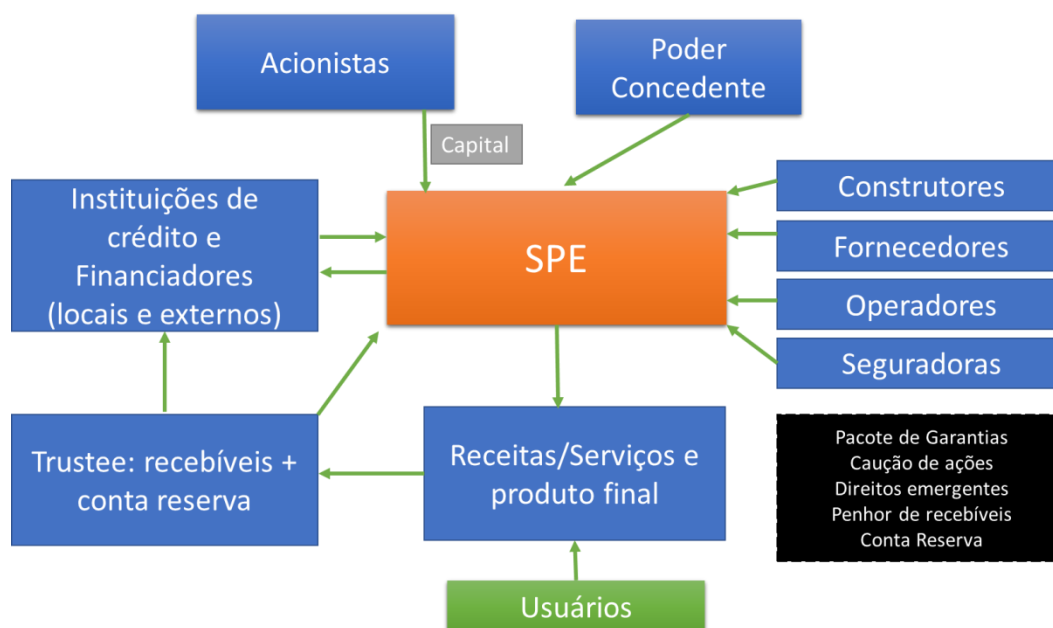 Acionistas
Poder
Concedente
Capital
Instituições de
crédito e
Financiadores
(locais e externos)
SPE
Construtores
Fornecedores
Operadores
Seguradoras
Trustee: recebíveis +
conta reserva
Receitas/Serviços e
produto final
Pacote de Garantias
Caução de ações
Direitos emergentes
Penhor de recebíveis
Conta Reserva
Usuários